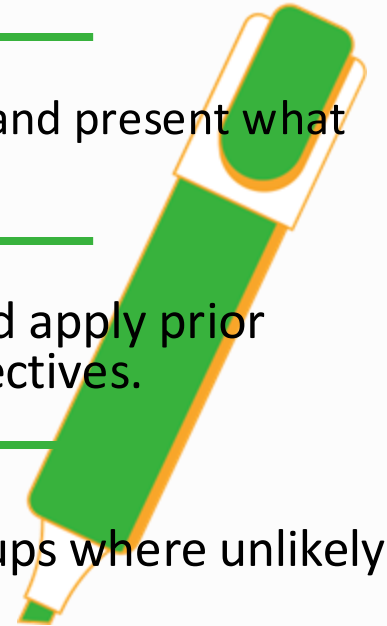 and present what
d apply prior
ectives.
ups where unlikely